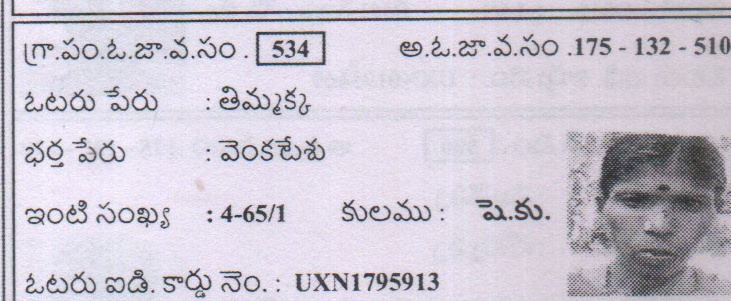 గ్రా.పం.ఓ.జా.వ.సం . 534 అ.ఓ.జా.వ.సం .175 - 132 - 510
ఓటరు పేరు : తిమ్మక్క
భర్త పేరు : వెంకటేశు
ఇంటి సంఖ్య : 4-65/1 కులము : షె.కు.
ఓటరు ఐడి. కార్డు నెం. : UXN1795913